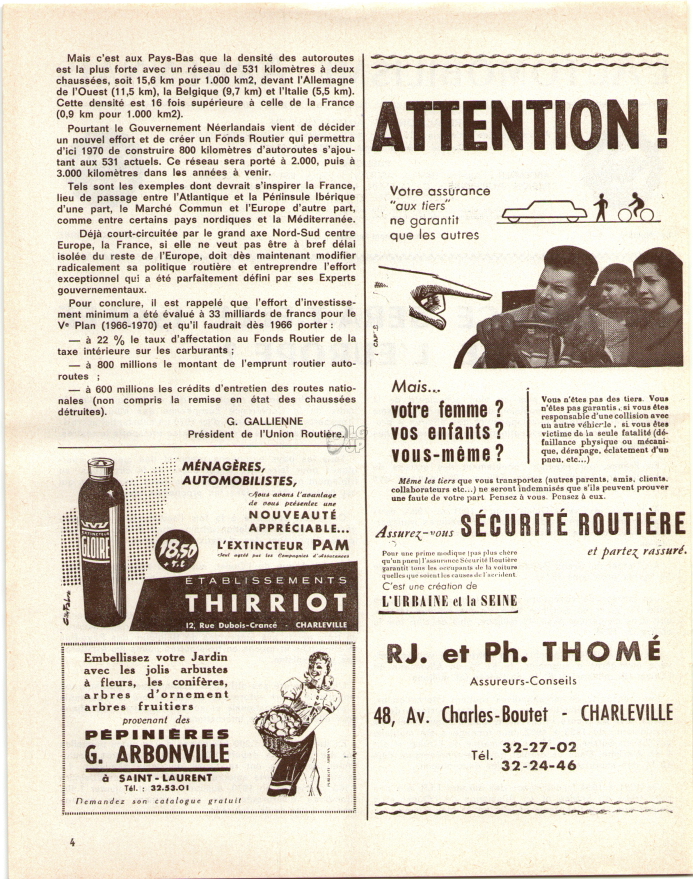 Mais c'est aux Pays-Bas que la densité des autoroutes
est la plus forte avec un réseau de 531 kilomètres à deux
chaussées, soit 15,6 km pour 1.000 km2, devant l'Allemagne
de l'Ouest (11,5 km), la Belgique (9,7 km) et l'Italie (5,5 km).
Cette densité est 16 fois supérieure à celle de la France
(0,9 km pour 1.000 km2).
Pourtant le Gouvernement Néerlandais vient de décider
un nouvel effort et de créer un Fonds Routier qui permettra
d'ici 1970 de construire 800 kilomètres d'autoroutes s'ajou-
tant aux 531 actuels. Ce réseau sera porté à 2.000, puis à
3.000 kilomètres dans les années à venir.
Tels sont les exemples dont devrait s'inspirer la France,
lieu de passage entre l'Atlantique et la Péninsule Ibérique
d'une part, le Marché Commun et l'Europe d'autre part,
comme entre certains pays nordiques et la Méditerranée.
Déjà court-circuitée par le grand axe Nord-Sud centre
Europe, la France, si elle ne veut pas être à bref délai
isolée du reste de l'Europe, doit dès maintenant modifier
radicalement sa politique routière et entreprendre l'effort
exceptionnel qui a été parfaitement défini par ses Experts
gouvernementaux.
Pour conclure, il est rappelé que l'effort d'investisse-
ment minimum a été évalué à 33 milliards de francs pour le
Ve Plan (1966-1970) et qu'il faudrait dès 1966 porter :
— à 22 % le taux d'affectation au Fonds Routier de la
taxe intérieure sur les carburants ;
— à 800 millions le montant de l'emprunt routier auto-
routes ;
— à 600 millions les crédits d'entretien des routes natio-
nales (non compris la remise en état des chaussées
détruites).
G. GALLIENNE
Président de l'Union Routière.
MÉNAGÈRES,
AUTOMOBILISTES,
Nous avons l'avantage
de vous présenter une
NOUVEAUTÉ
APPRÉCIABLE...
L'EXTINCTEUR PAM
seul agréé par les Compagnies d'Assurances
GLOIRE
18,50
+ T.L
ÉTABLISSEMENTS
THIRRIOT
12, Rue Dubois-Crancé - CHARLEVILLE
Embellissez votre Jardin
avec les jolis arbustes
à fleurs, les conifères,
arbres d'ornement
arbres fruitiers
provenant des
PÉPINIÈRES
G. ARBONVILLE
à SAINT-LAURENT
Tél. : 32.53.01
Demandez son catalogue gratuit
4
ATTENTION !
Votre assurance
"aux tiers"
ne garantit
que les autres
Mais...
votre femme ?
vos enfants ?
vous-même ?
Vous n'êtes pas des tiers. Vous
n'êtes pas garantis, si vous êtes
responsable d'une collision avec
un autre véhicule, si vous êtes
victime de la seule fatalité (dé-
faillance physique ou mécani-
que, dérapage, éclatement d'un
pneu, etc...)
Même les tiers que vous transportez (autres parents, amis, clients,
collaborateurs etc...) ne seront indemnisés que s'ils peuvent prouver
une faute de votre part. Pensez à vous. Pensez à eux.
Assurez-vous SÉCURITÉ ROUTIÈRE
et partez rassuré.
Pour une prime modique (pas plus chère
qu'un pneu) l'assurance Sécurité Routière
garantit tous les occupants de la voiture
quelles que soient les causes de l'accident
C'est une création de
L'URBAINE et la SEINE
RJ. et Ph. THOMÉ
Assureurs-Conseils
48, Av. Charles-Boutet - CHARLEVILLE
Tél. 32-27-02
32-24-46